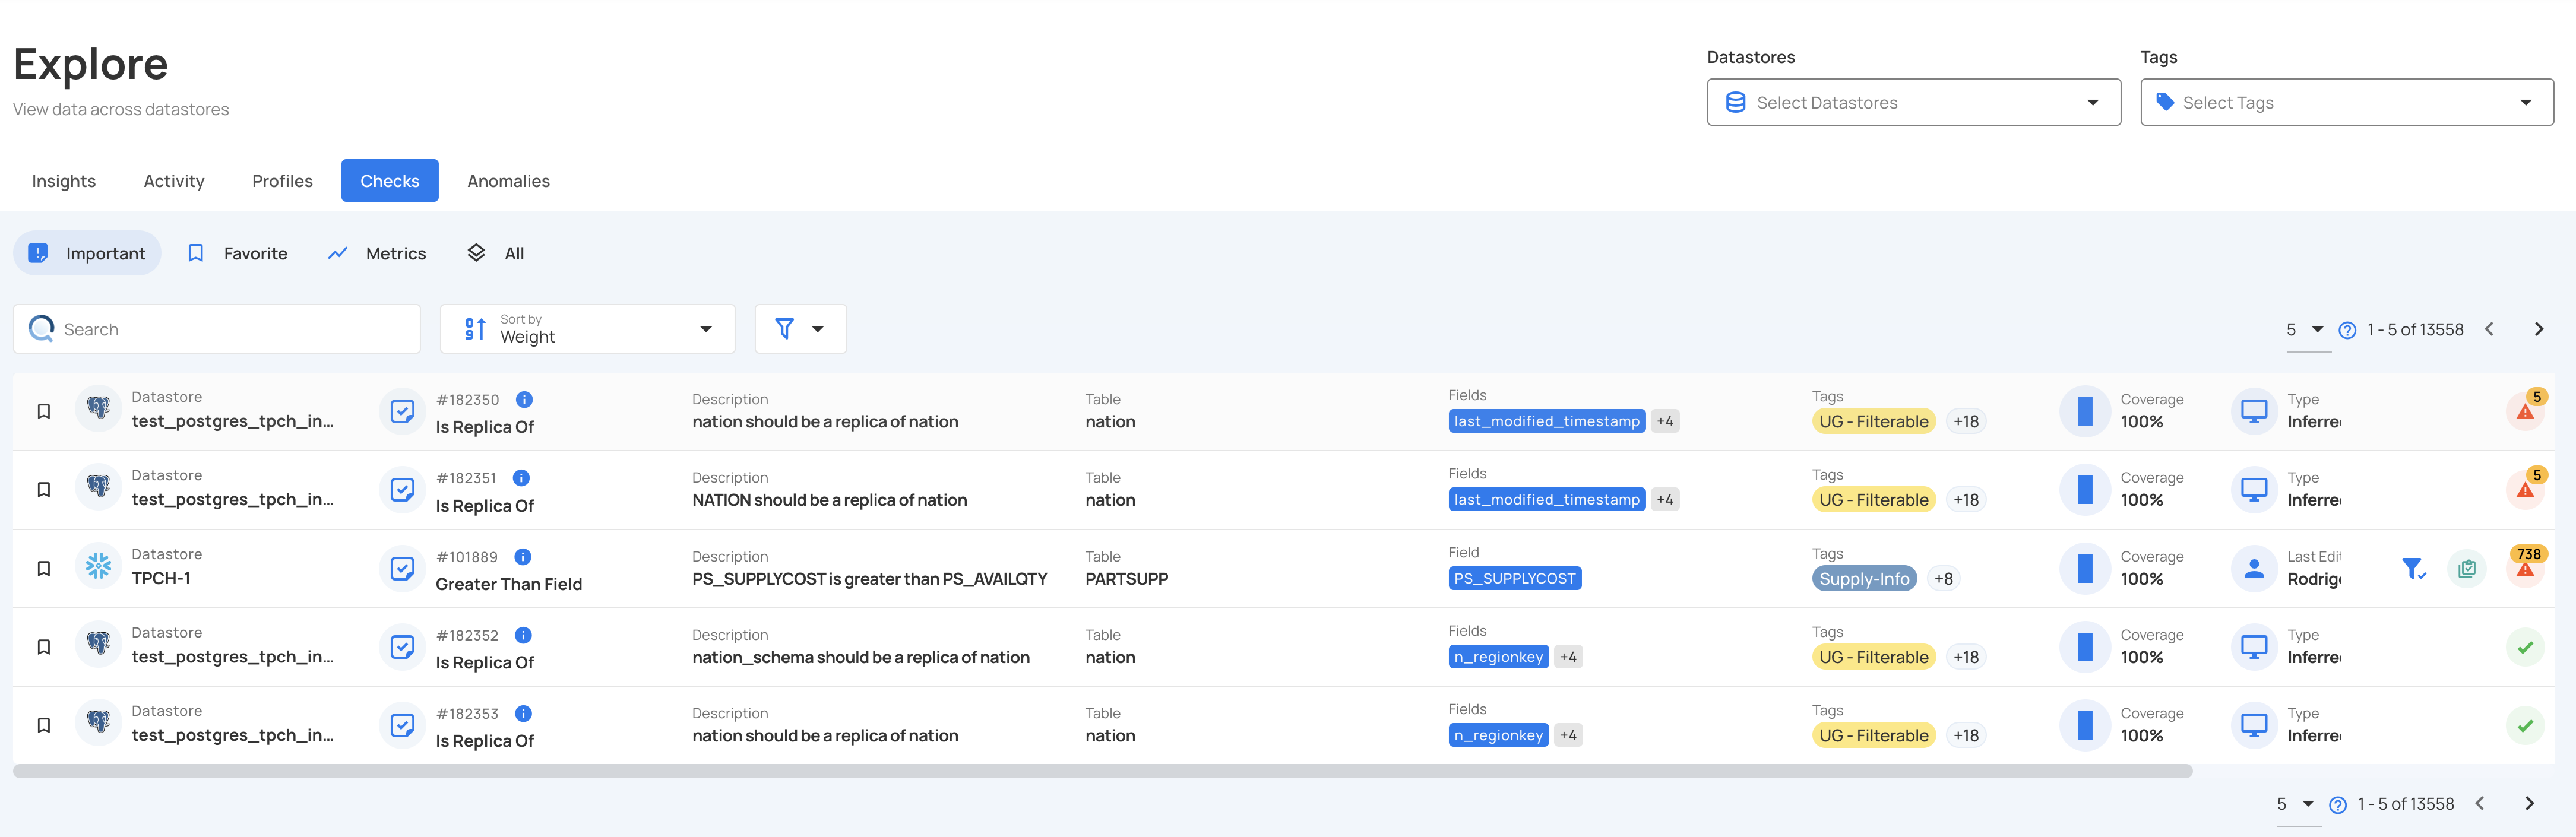 Explore
View data across datastores
Datastores
Select Datastores
Tags
Select Tags
Insights
Activity
Profiles
Checks
Anomalies
Important
Favorite
Metrics
All
Search
Sort by
Weight
5
1 - 5 of 13558
Datastore
test_postgres_tpch_in...
#182350
Is Replica Of
Description
nation should be a replica of nation
Table
nation
Fields
last_modified_timestamp +4
Tags
UG - Filterable +18
Coverage
100%
Type
Inferre
5
Datastore
test_postgres_tpch_in...
#182351
Is Replica Of
Description
NATION should be a replica of nation
Table
nation
Fields
last_modified_timestamp +4
Tags
UG - Filterable +18
Coverage
100%
Type
Inferre
5
Datastore
TPCH-1
#101889
Greater Than Field
Description
PS_SUPPLYCOST is greater than PS_AVAILQTY
Table
PARTSUPP
Field
PS_SUPPLYCOST
Tags
Supply-Info +8
Coverage
100%
Last Edit
Rodrig
738
Datastore
test_postgres_tpch_in...
#182352
Is Replica Of
Description
nation_schema should be a replica of nation
Table
nation
Fields
n_regionkey +4
Tags
UG - Filterable +18
Coverage
100%
Type
Inferre
Datastore
test_postgres_tpch_in...
#182353
Is Replica Of
Description
nation should be a replica of nation
Table
nation
Fields
n_regionkey +4
Tags
UG - Filterable +18
Coverage
100%
Type
Inferre
5
1 - 5 of 13558